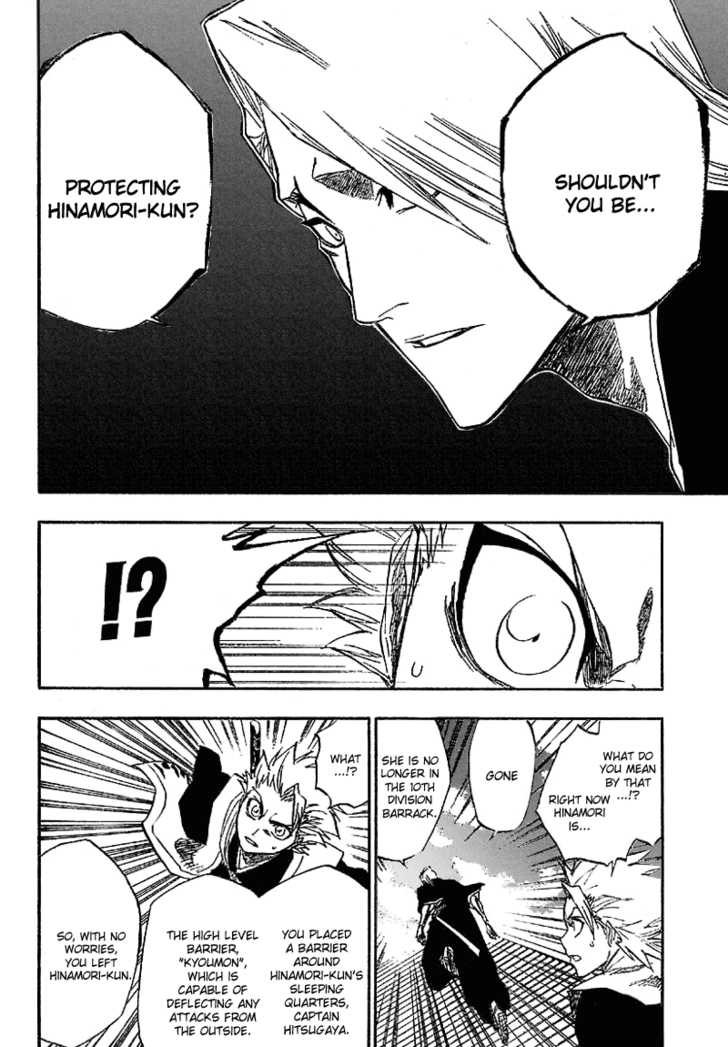 SHOULDN'T
YOU BE...
PROTECTING
HINAMORI-KUN?
!?
WHAT DO
YOU MEAN
BY THAT
...!?
RIGHT NOW
HINAMORI
IS...
GONE
SHE IS NO
LONGER IN
THE 10TH
DIVISION
BARRACK.
WHAT
...!?
YOU PLACED
A BARRIER
AROUND
HINAMORI-KUN'S
SLEEPING
QUARTERS,
CAPTAIN
HITSUGAYA.
THE HIGH LEVEL
BARRIER,
"KYOUMON",
WHICH IS
CAPABLE OF
DEFLECTING ANY
ATTACKS FROM
THE OUTSIDE.
SO, WITH NO
WORRIES,
YOU LEFT
HINAMORI-KUN.